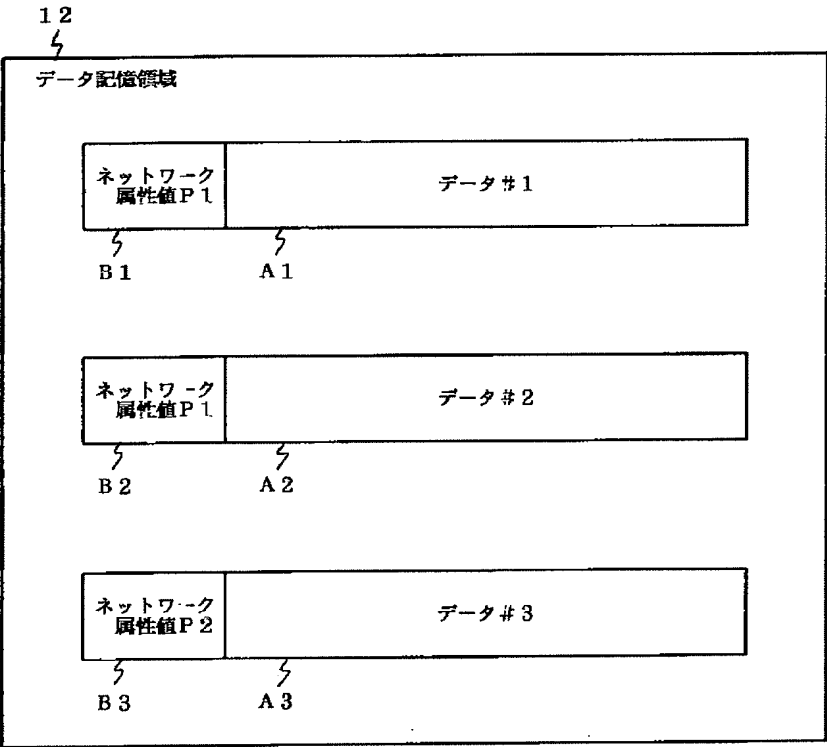 12
データ記憶領域
ネットワーク
属性値P1
データ#1
B1
A1
ネットワーク
属性値P1
データ#2
B2
A2
ネットワーク
属性値P2
データ#3
B3
A3